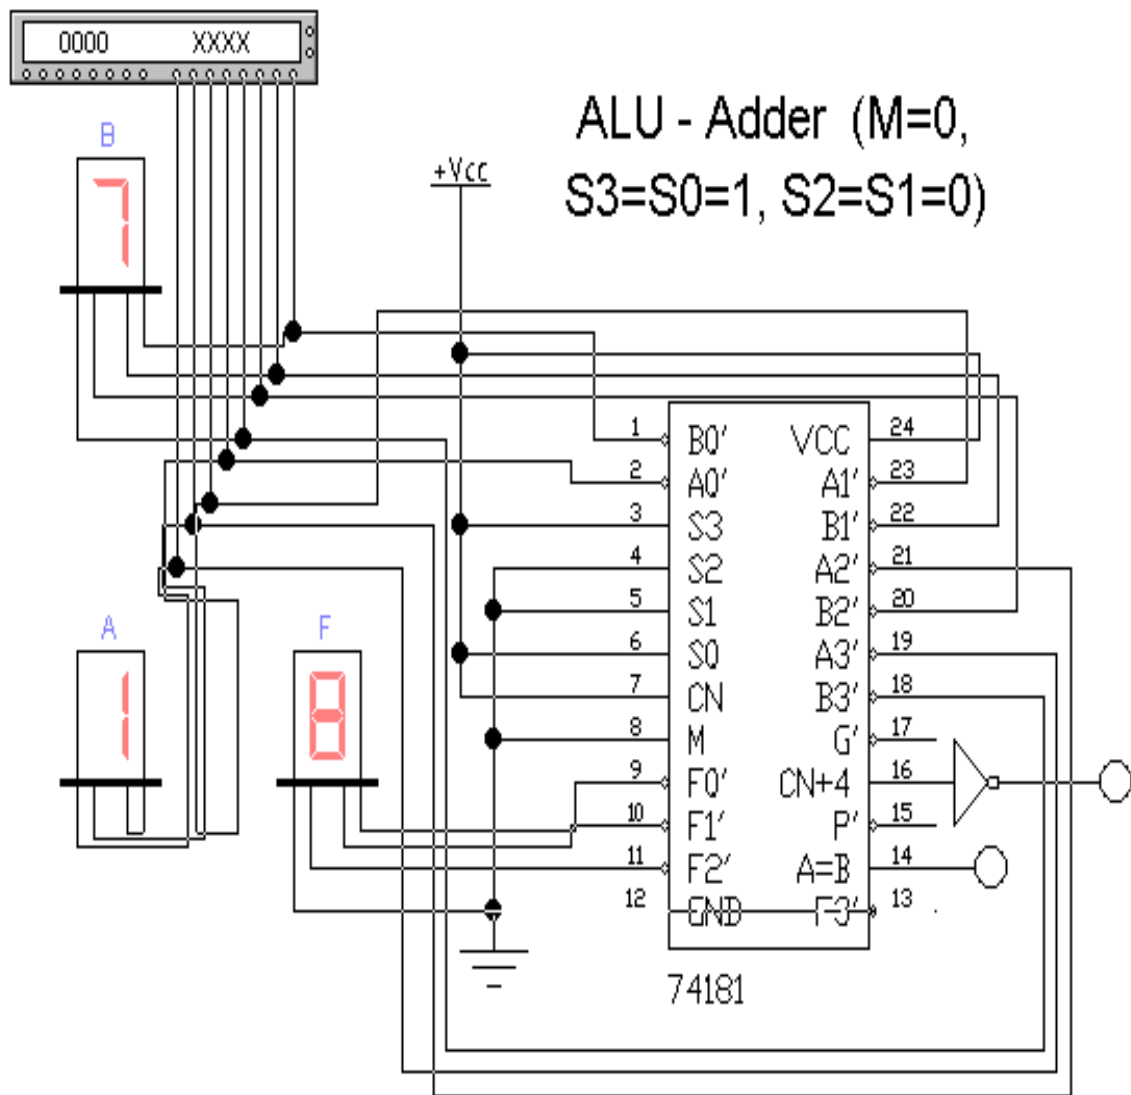 0000 XXXX
ALU - Adder (M=0,
S3=S0=1, S2=S1=0)
B
7
+Vcc
1 B0' VCC 24
2 A0' A1' 23
3 S3 B1' 22
4 S2 A2' 21
5 S1 B2' 20
6 S0 A3' 19
7 CN B3' 18
8 M G' 17
9 F0' CN+4 16
10 F1' P' 15
11 F2' A=B 14
12 GND F3' 13
A F
1 8
74181